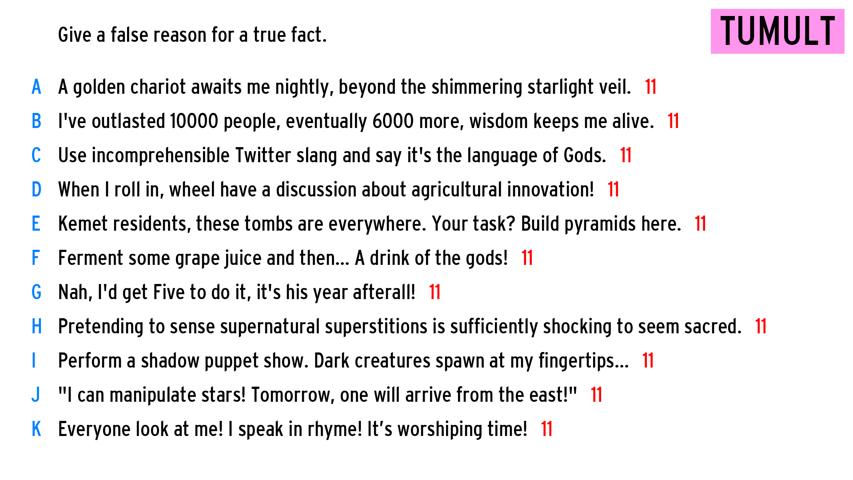 Give a false reason for a true fact.
TUMULT
A A golden chariot awaits me nightly, beyond the shimmering starlight veil. 11
B I've outlasted 10000 people, eventually 6000 more, wisdom keeps me alive. 11
C Use incomprehensible Twitter slang and say it's the language of Gods. 11
D When I roll in, wheel have a discussion about agricultural innovation! 11
E Kemet residents, these tombs are everywhere. Your task? Build pyramids here. 11
F Ferment some grape juice and then... A drink of the gods! 11
G Nah, I'd get Five to do it, it's his year afterall! 11
H Pretending to sense supernatural superstitions is sufficiently shocking to seem sacred. 11
I Perform a shadow puppet show. Dark creatures spawn at my fingertips... 11
J "I can manipulate stars! Tomorrow, one will arrive from the east!" 11
K Everyone look at me! I speak in rhyme! It’s worshiping time! 11